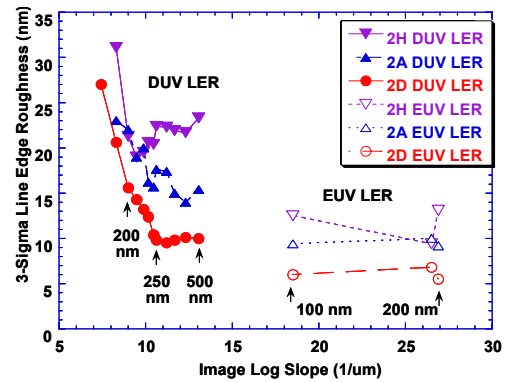 35
30
25
20
15
10
5
0
3-Sigma Line Edge Roughness (nm)
2H DUV LER
2A DUV LER
2D DUV LER
2H EUV LER
2A EUV LER
2D EUV LER
DUV LER
EUV LER
200
nm
250
nm
500
nm
100 nm
200 nm
5
10
15
20
25
30
Image Log Slope (1/um)